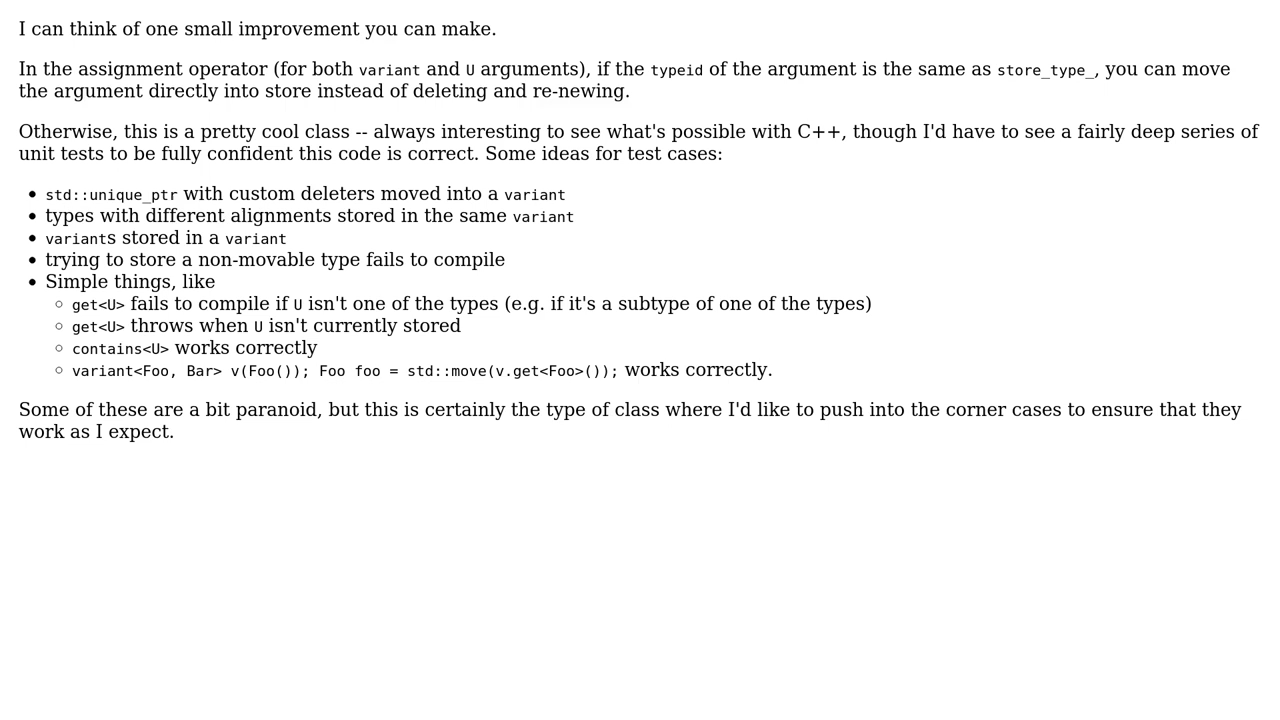 I can think of one small improvement you can make.
In the assignment operator (for both variant and U arguments), if the typeid of the argument is the same as store_type_, you can move
the argument directly into store instead of deleting and re-newing.
Otherwise, this is a pretty cool class -- always interesting to see what's possible with C++, though I'd have to see a fairly deep series of
unit tests to be fully confident this code is correct. Some ideas for test cases:
• std::unique_ptr with custom deleters moved into a variant
• types with different alignments stored in the same variant
• variants stored in a variant
• trying to store a non-movable type fails to compile
• Simple things, like
◦ get<U> fails to compile if U isn't one of the types (e.g. if it's a subtype of one of the types)
◦ get<U> throws when U isn't currently stored
◦ contains<U> works correctly
◦ variant<Foo, Bar> v(Foo()); Foo foo = std::move(v.get<Foo>()); works correctly.
Some of these are a bit paranoid, but this is certainly the type of class where I'd like to push into the corner cases to ensure that they
work as I expect.